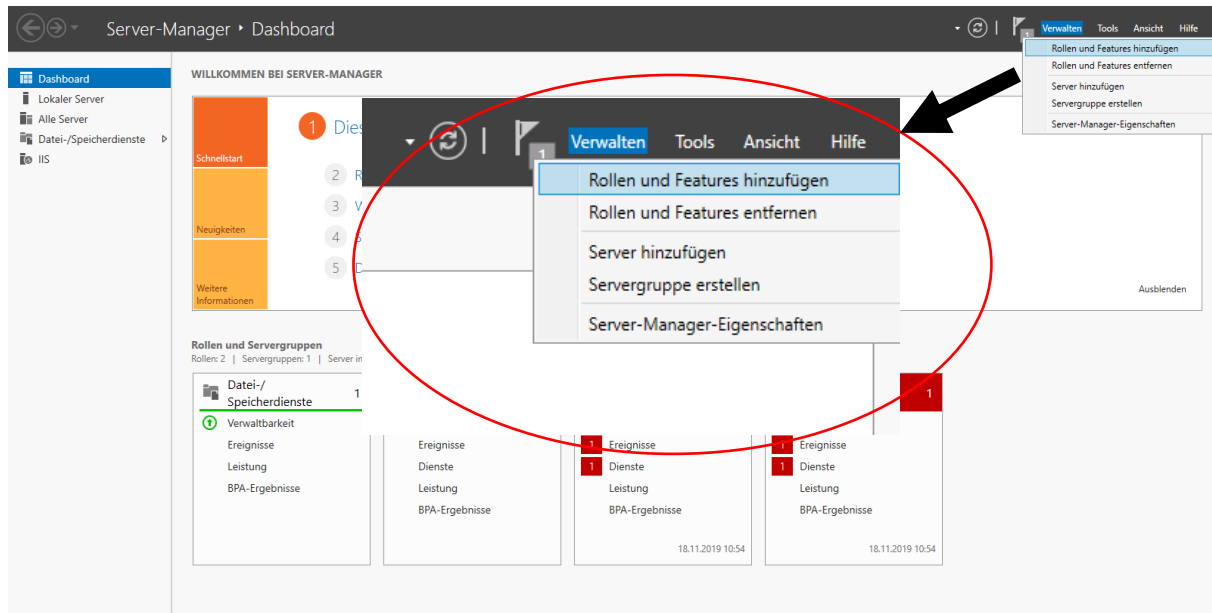 Server-Manager ‣ Dashboard
1
Verwalten Tools Ansicht Hilfe
Rollen und Features hinzufügen
Rollen und Features entfernen
Server hinzufügen
Servergruppe erstellen
Server-Manager-Eigenschaften
Dashboard
Lokaler Server
Alle Server
Datei-/Speicherdienste
IIS
WILLKOMMEN BEI SERVER-MANAGER
Schnellstart
Neuigkeiten
Weitere
Informationen
1
2 R
3
4
5
Ausblenden
1
Verwalten Tools Ansicht Hilfe
Rollen und Features hinzufügen
Rollen und Features entfernen
Server hinzufügen
Servergruppe erstellen
Server-Manager-Eigenschaften
Rollen und Servergruppen
Rollen: 2 | Servergruppen: 1 | Server
Datei-/
Speicherdienste
1
Verwaltbarkeit
Ereignisse
Leistung
BPA-Ergebnisse
Ereignisse
Dienste
Leistung
BPA-Ergebnisse
1 Ereignisse
1 Dienste
Leistung
BPA-Ergebnisse
18.11.2019 10:54
1
1 Ereignisse
1 Dienste
Leistung
BPA-Ergebnisse
18.11.2019 10:54